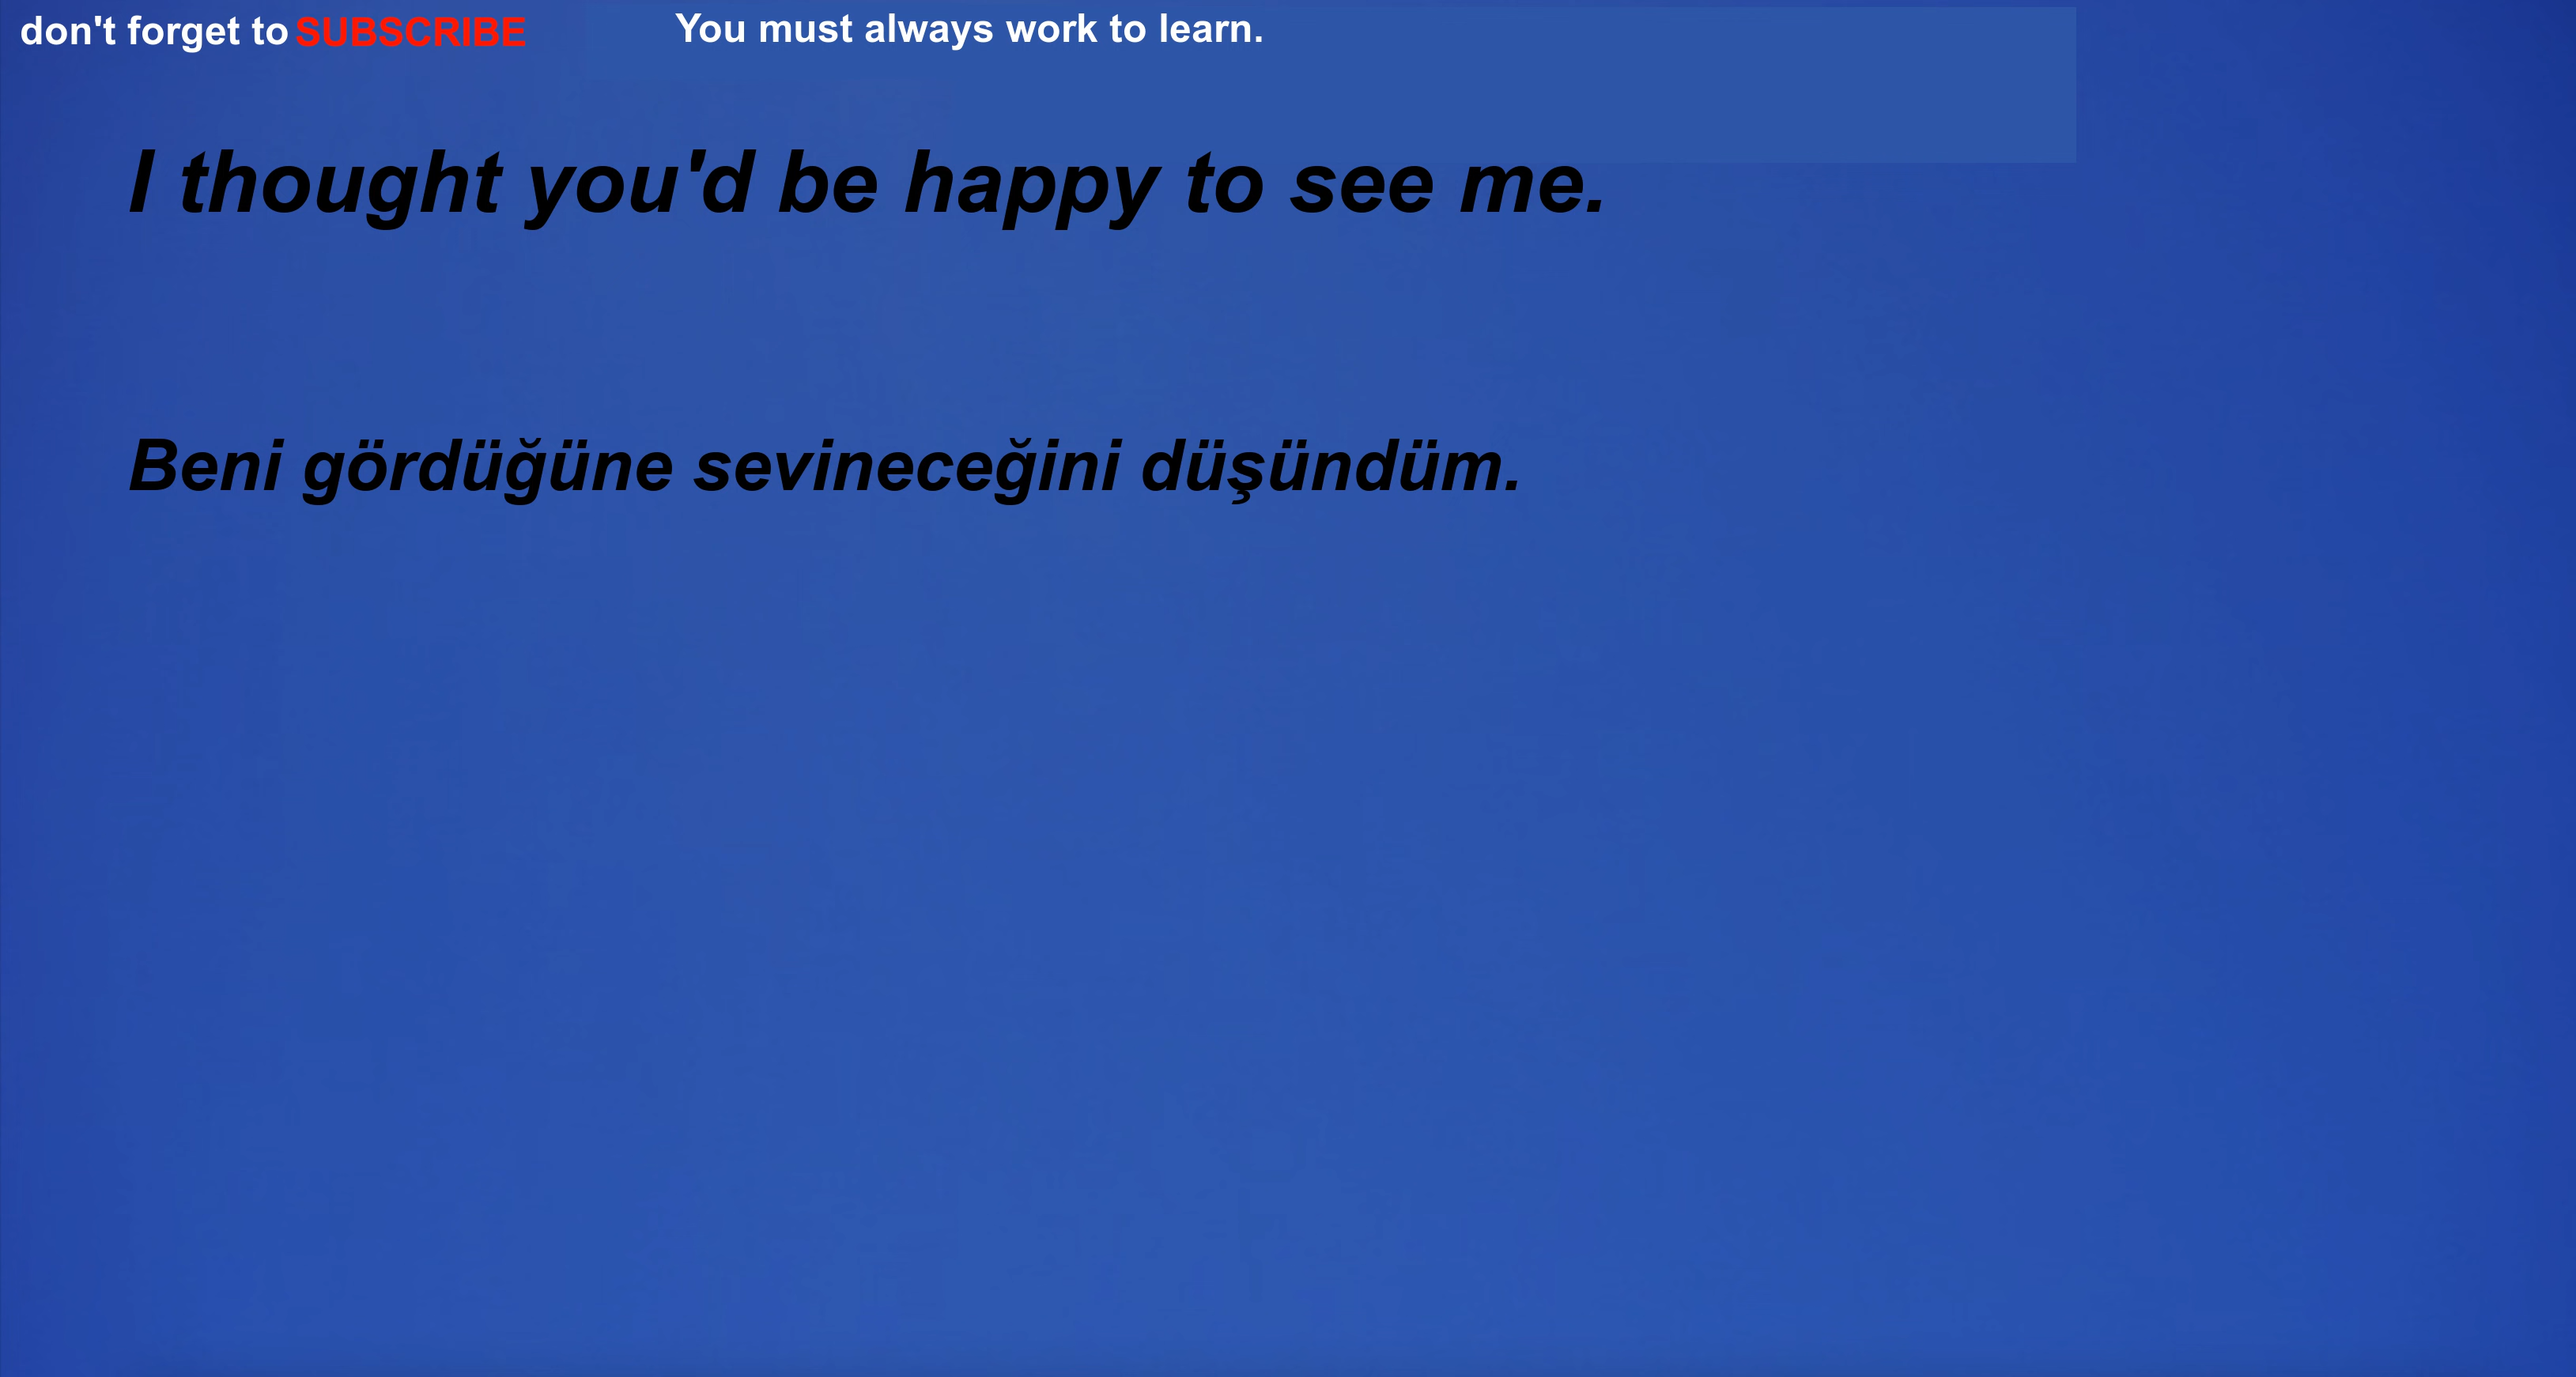 don't forget to SUBSCRIBE
You must always work to learn.
I thought you'd be happy to see me.
Beni gördüğüne sevineceğini düşündüm.